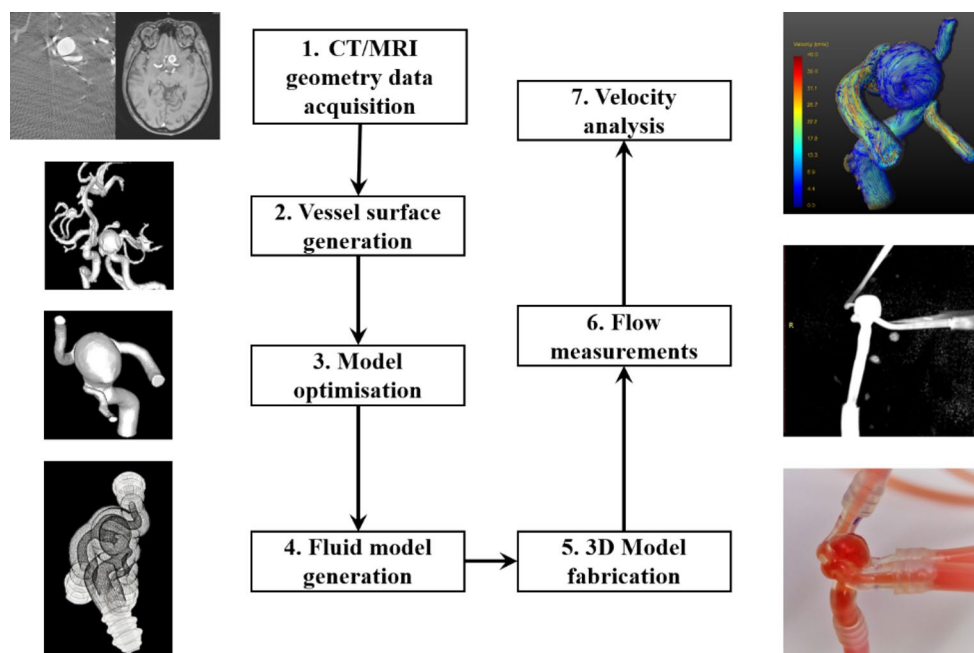 1. CT/MRI
geometry data
acquisition
2. Vessel surface
generation
3. Model
optimisation
4. Fluid model
generation
5. 3D Model
fabrication
6. Flow
measurements
7. Velocity
analysis
R